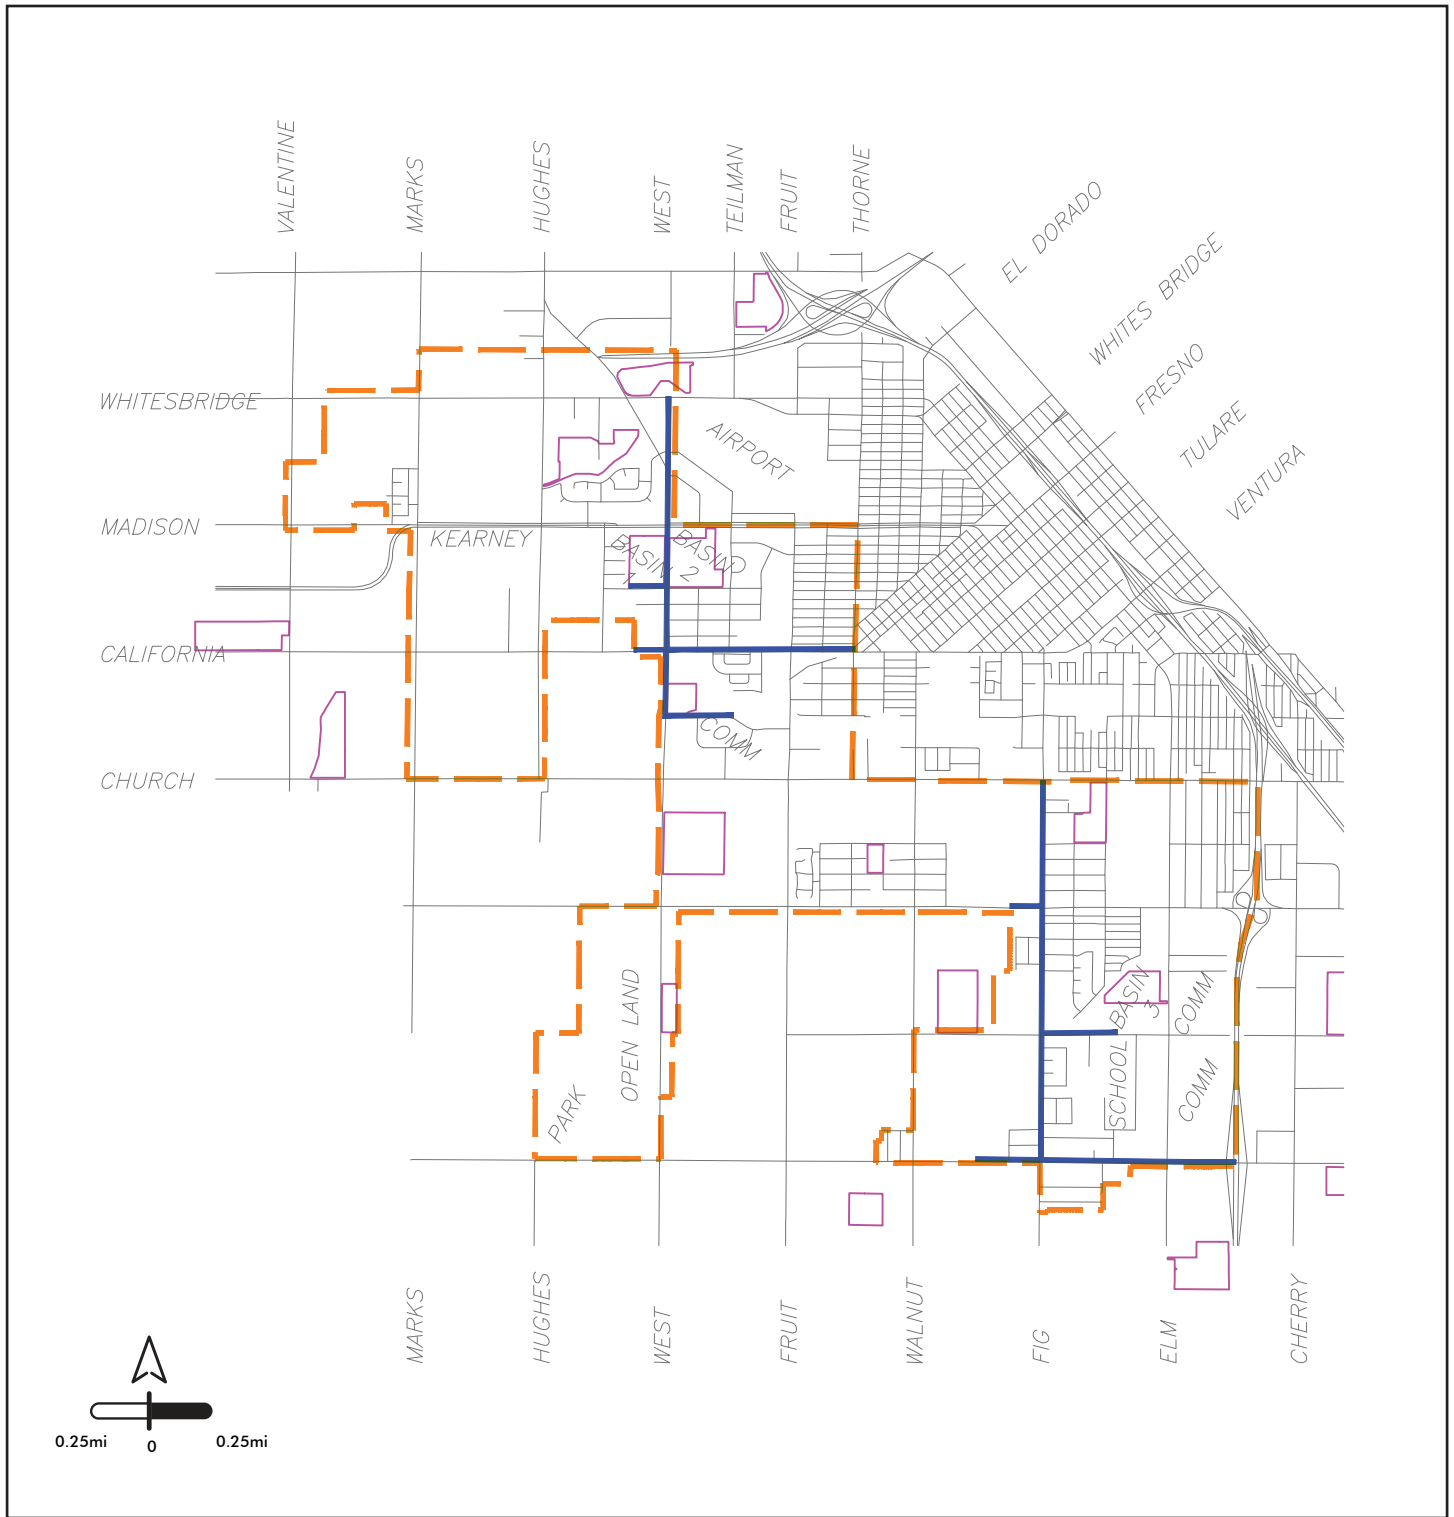 VALENTINE
MARKS
HUGHES
WEST
TEILMAN
FRUIT
THORNE
EL DORADO
WHITES BRIDGE
FRESNO
TULARE
VENTURA
WHITESBRIDGE
AIRPORT
MADISON
KEARNEY
BASIN
1
BASIN
2
CALIFORNIA
COMM
CHURCH
OPEN LAND
PARK
BASIN
3
COMM
SCHOOL
COMM
MARKS
HUGHES
WEST
FRUIT
WALNUT
FIG
ELM
CHERRY
0.25mi
0
0.25mi